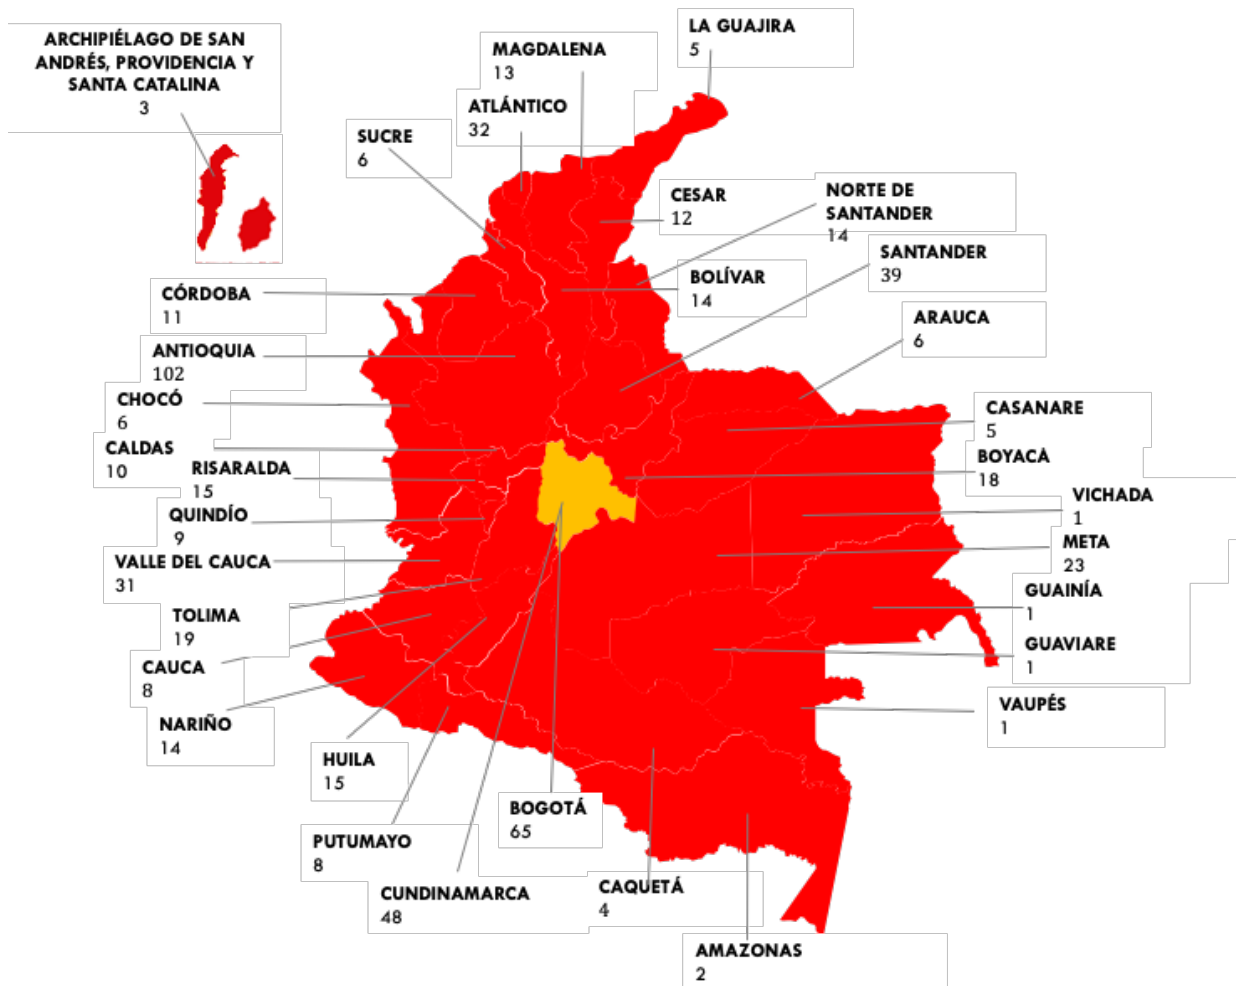 ARCHIPIÉLAGO DE SAN
ANDRÉS, PROVIDENCIA Y
SANTA CATALINA
3
LA GUAJIRA
5
MAGDALENA
13
ATLÁNTICO
32
SUCRE
6
CESAR
12
NORTE DE
SANTANDER
14
SANTANDER
39
BOLÍVAR
14
CÓRDOBA
11
ARAUCA
6
ANTIOQUIA
102
CHOCÓ
6
CASANARE
5
CALDAS
10
BOYACÁ
18
RISARALDA
15
VICHADA
1
QUINDÍO
9
META
23
VALLE DEL CAUCA
31
GUAINÍA
1
TOLIMA
19
GUAVIARE
1
CAUCA
8
VAUPÉS
1
NARIÑO
14
HUILA
15
BOGOTÁ
65
PUTUMAYO
8
CUNDINAMARCA
48
CAQUETÁ
4
AMAZONAS
2